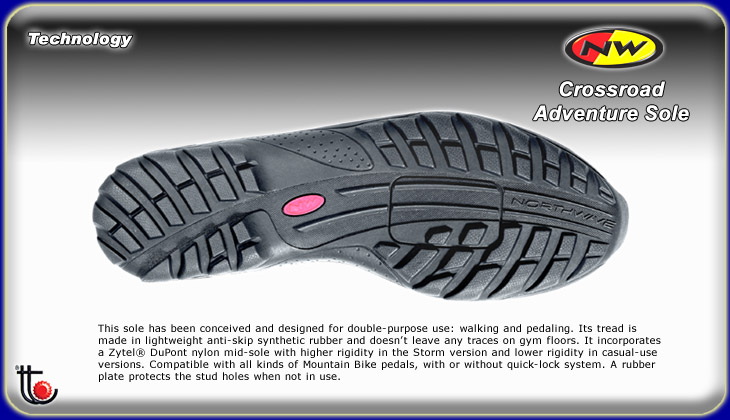 Technology
NW
Crossroad
Adventure Sole
NORTHWAVE
NW
This sole has been conceived and designed for double-purpose use: walking and pedaling. Its tread is
made in lightweight anti-skip synthetic rubber and doesn't leave any traces on gym floors. It incorporates
a Zytel® DuPont nylon mid-sole with higher rigidity in the Storm version and lower rigidity in casual-use
versions. Compatible with all kinds of Mountain Bike pedals, with or without quick-lock system. A rubber
plate protects the stud holes when not in use.